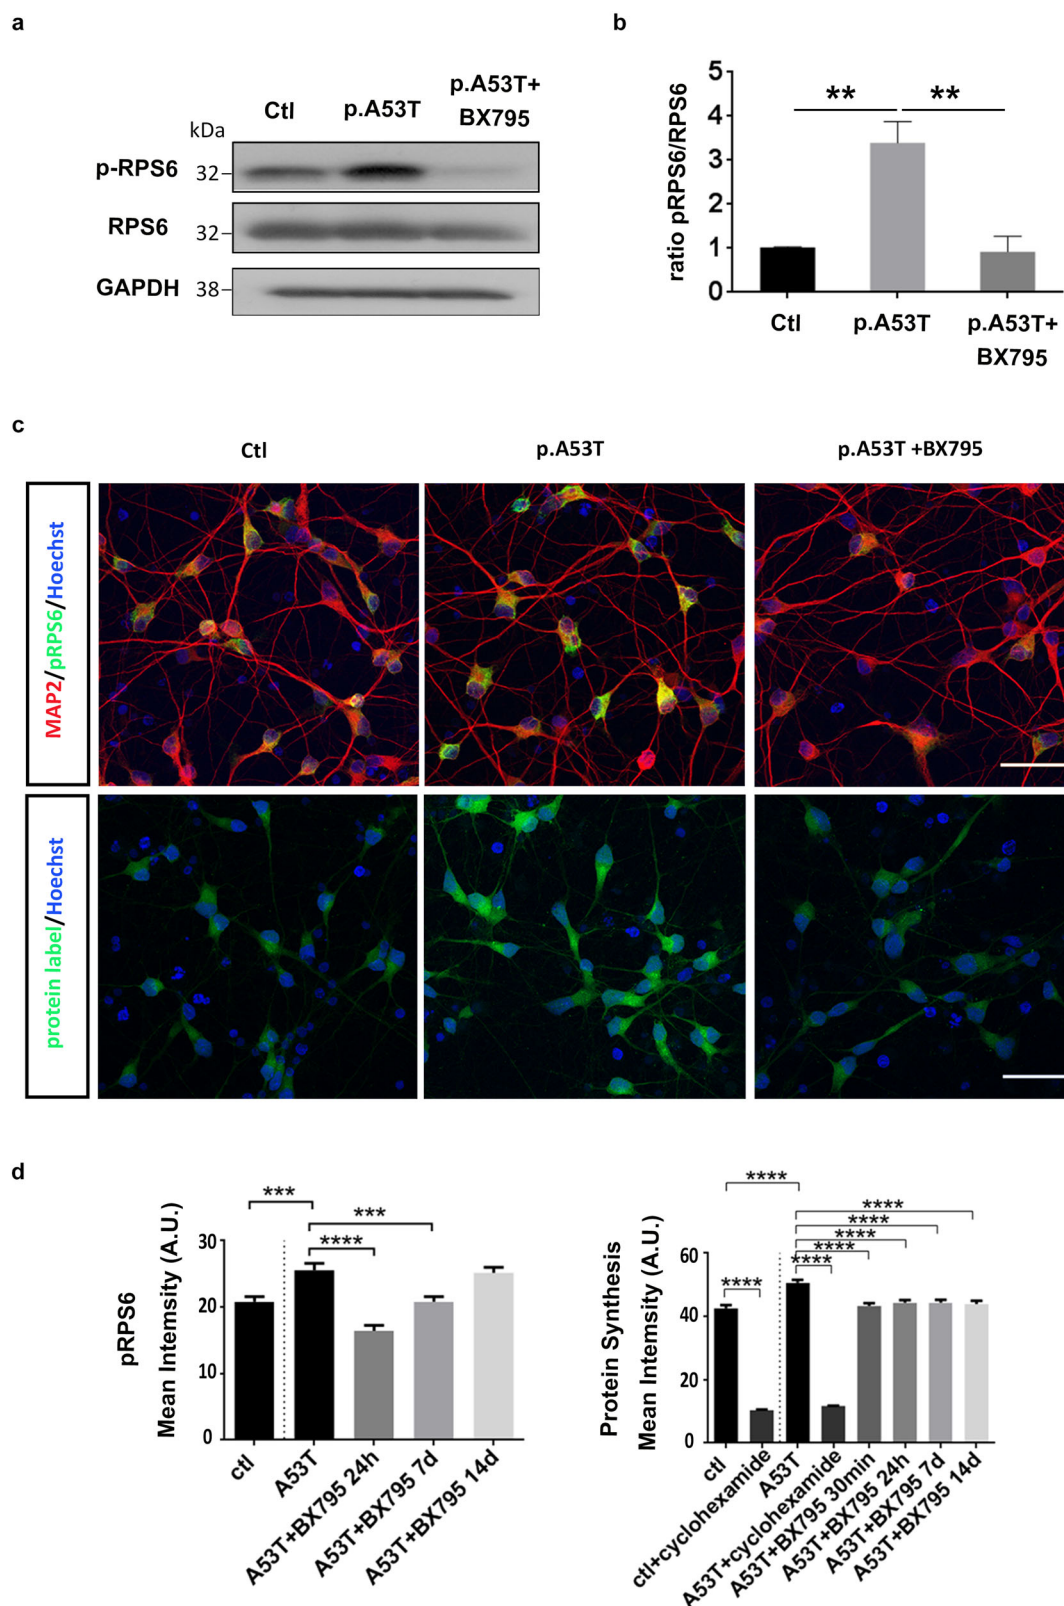 a
Ctl
p.A53T
p.A53T+
BX795
kDa
p-RPS6
32
RPS6
32
GAPDH
38
b
ratio pRPS6/RPS6
5
4
3
2
1
0
**
**
Ctl
p.A53T
p.A53T+
BX795
c
Ctl
p.A53T
p.A53T +BX795
MAP2/pRPS6/Hoechst
protein label/Hoechst
d
pRPS6
Mean Intemsity (A.U.)
30
20
10
0
***
***
****
ctl
A53T
A53T+BX795 24h
A53T+BX795 7d
A53T+BX795 14d
Protein Synthesis
Mean Intemsity (A.U.)
60
40
20
0
****
****
****
****
****
****
****
ctl
ctl+cyclohexamide
A53T
A53T+cyclohexamide
A53T+BX795 30min
A53T+BX795 24h
A53T+BX795 7d
A53T+BX795 14d